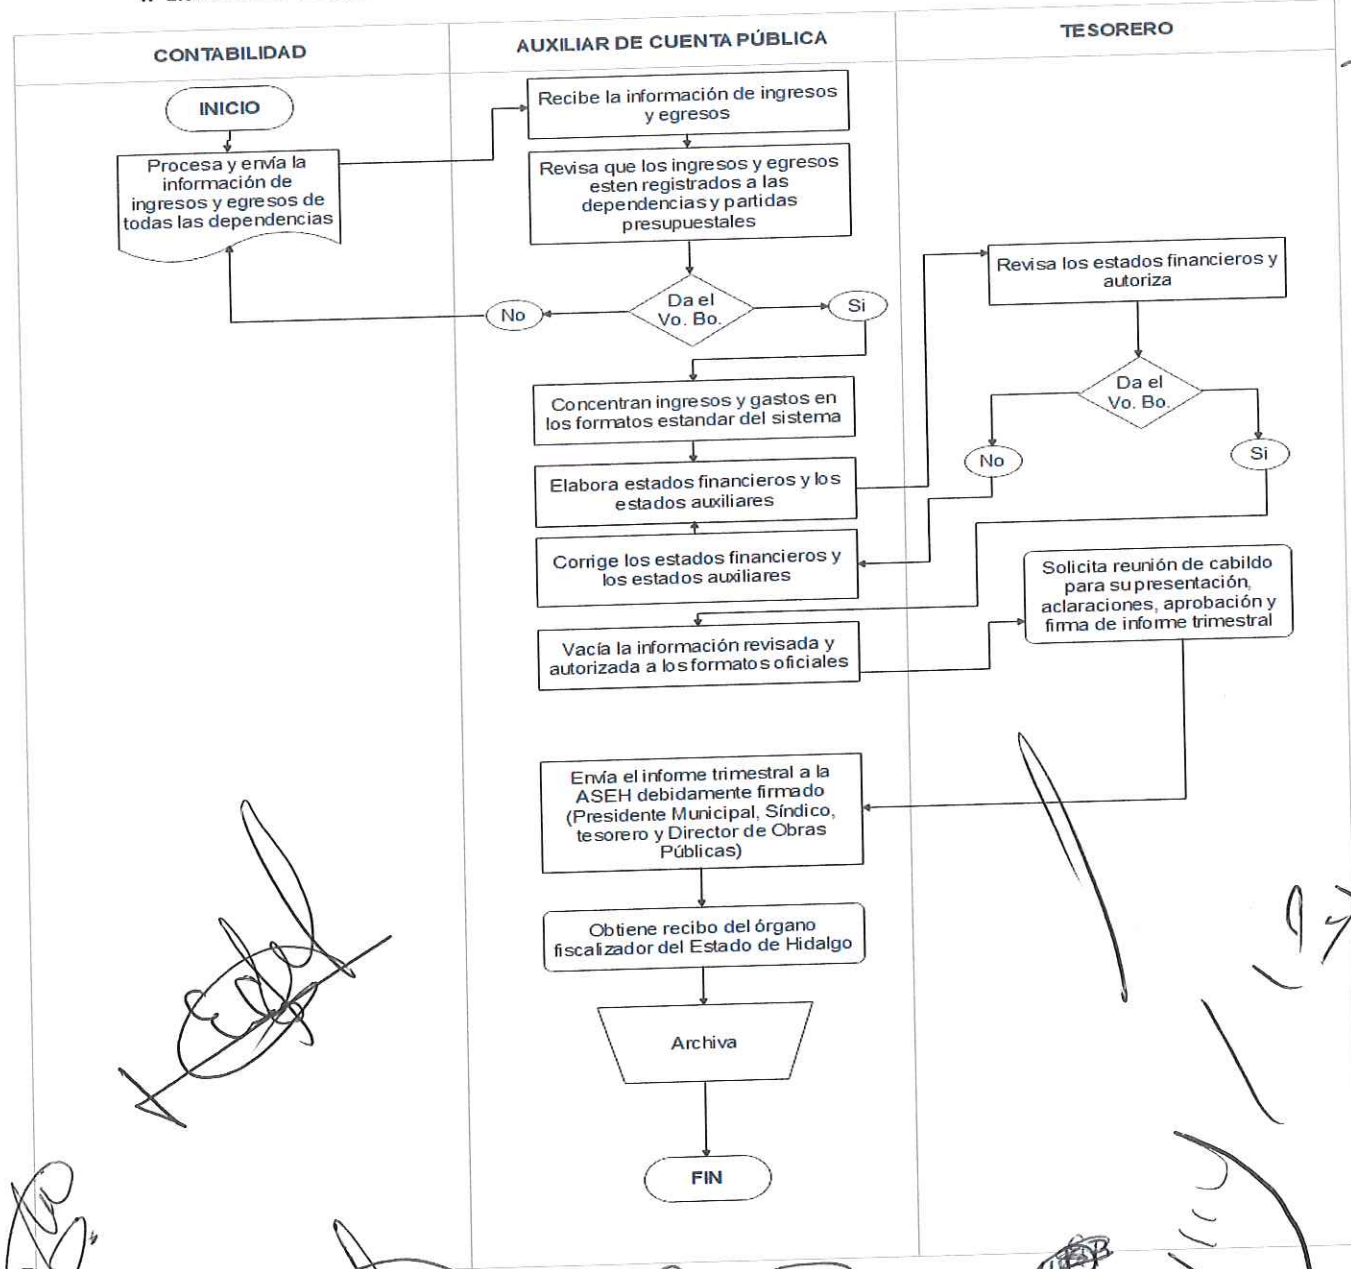 CONTABILIDAD
AUXILIAR DE CUENTA PÚBLICA
TESORERO
INICIO
Procesa y envía la
información de
ingresos y egresos de
todas las dependencias
Recibe la información de ingresos
y egresos
Revisa que los ingresos y egresos
esten registrados a las
dependencias y partidas
presupuestales
Da el
Vo. Bo.
No
Si
Concentran ingresos y gastos en
los formatos estandar del sistema
Elabora estados financieros y los
estados auxiliares
Revisa los estados financieros y
autoriza
Da el
Vo. Bo.
No
Si
Corrige los estados financieros y
los estados auxiliares
Vacía la información revisada y
autorizada a los formatos oficiales
Solicita reunión de cabildo
para su presentación,
aclaraciones, aprobación y
firma de informe trimestral
Envía el informe trimestral a la
ASEH debidamente firmado
(Presidente Municipal, Síndico,
tesorero y Director de Obras
Públicas)
Obtiene recibo del órgano
fiscalizador del Estado de Hidalgo
Archiva
FIN